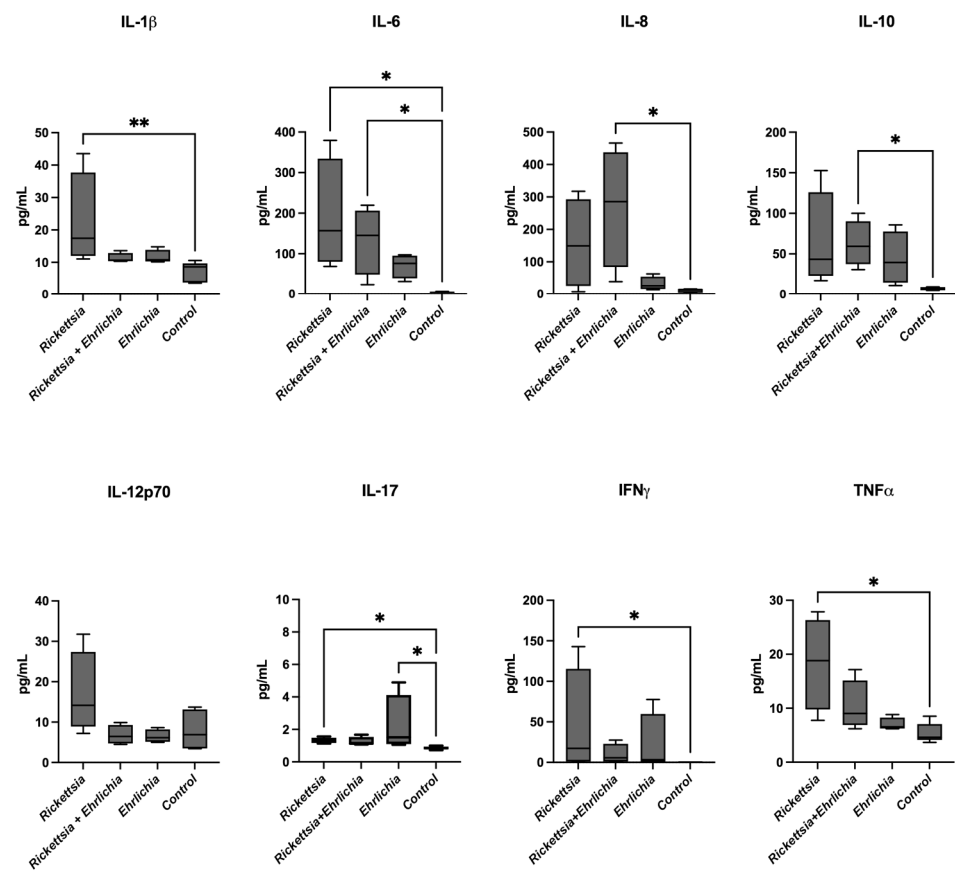 IL-1β
IL-6
IL-8
IL-10
**
*
*
*
*
pg/mL
50
40
30
20
10
0
pg/mL
400
300
200
100
0
pg/mL
500
400
300
200
100
0
pg/mL
200
150
100
50
0
Rickettsia
Rickettsia + Ehrlichia
Ehrlichia
Control
Rickettsia
Rickettsia + Ehrlichia
Ehrlichia
Control
Rickettsia
Rickettsia + Ehrlichia
Ehrlichia
Control
Rickettsia
Rickettsia+Ehrlichia
Ehrlichia
Control
IL-12p70
IL-17
IFNγ
TNFα
*
*
*
*
pg/mL
40
30
20
10
0
pg/mL
10
8
6
4
2
0
pg/mL
200
150
100
50
0
pg/mL
30
20
10
0
Rickettsia
Rickettsia + Ehrlichia
Ehrlichia
Control
Rickettsia
Rickettsia+Ehrlichia
Ehrlichia
Control
Rickettsia
Rickettsia+Ehrlichia
Ehrlichia
Control
Rickettsia
Rickettsia+Ehrlichia
Ehrlichia
Control